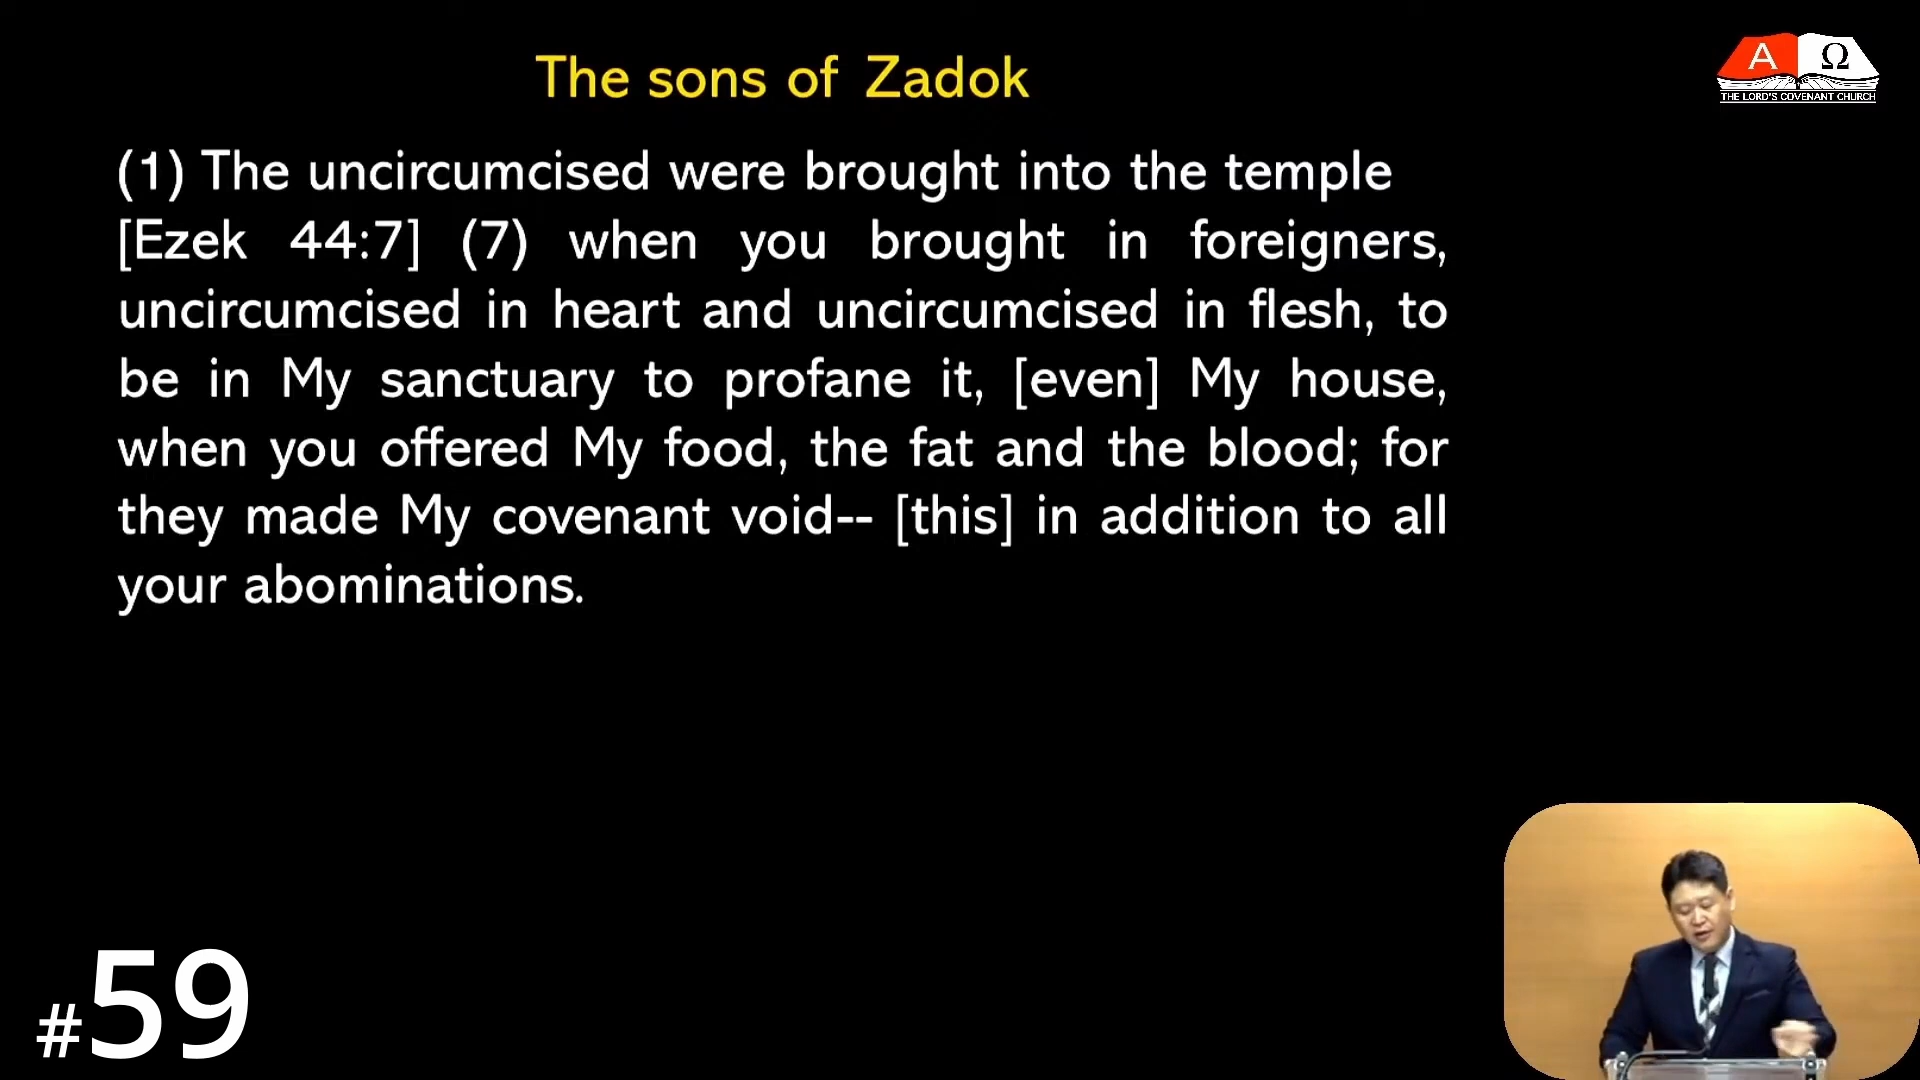 The sons of Zadok
A Ω
THE LORD'S COVENANT CHURCH
(1) The uncircumcised were brought into the temple
[Ezek 44:7] (7) when you brought in foreigners,
uncircumcised in heart and uncircumcised in flesh, to
be in My sanctuary to profane it, [even] My house,
when you offered My food, the fat and the blood; for
they made My covenant void-- [this] in addition to all
your abominations.
#59